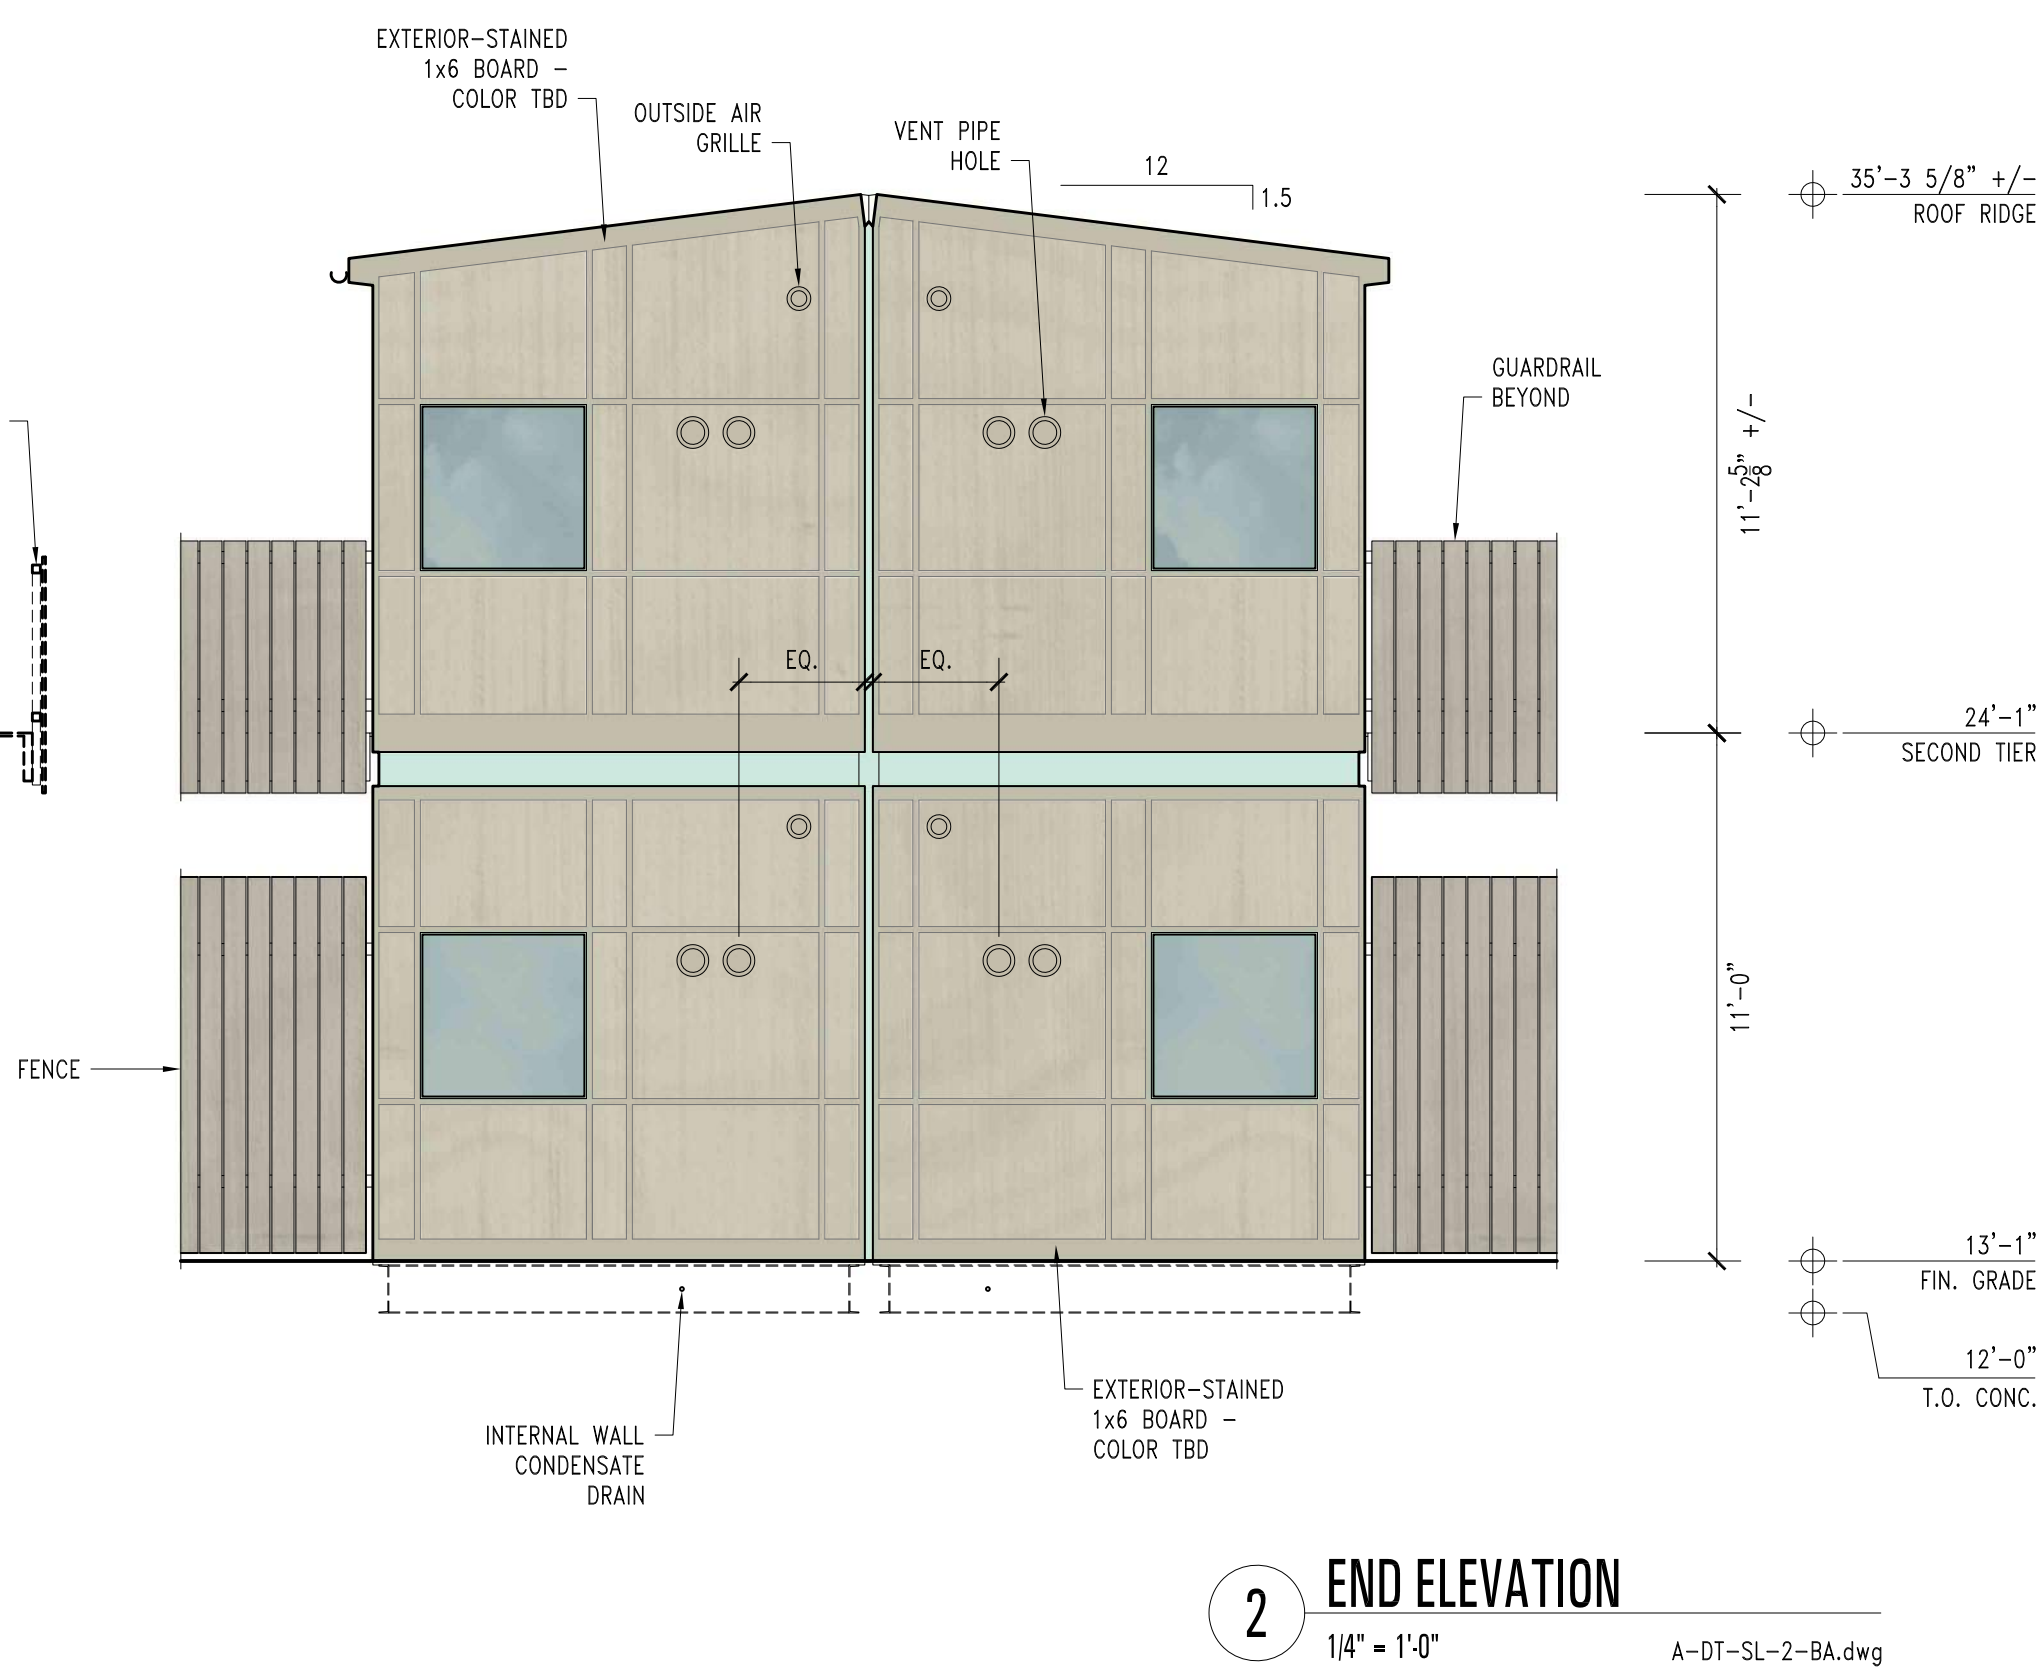 EXTERIOR-STAINED
1x6 BOARD -
COLOR TBD
OUTSIDE AIR
GRILLE
VENT PIPE
HOLE
12
1.5
35'-3 5/8" +/-
ROOF RIDGE
GUARDRAIL
BEYOND
11'-2 5/8" +/-
EQ.
EQ.
24'-1"
SECOND TIER
11'-0"
FENCE
13'-1"
FIN. GRADE
12'-0"
T.O. CONC.
EXTERIOR-STAINED
1x6 BOARD -
COLOR TBD
INTERNAL WALL
CONDENSATE
DRAIN
2
END ELEVATION
1/4" = 1'-0"
A-DT-SL-2-BA.dwg